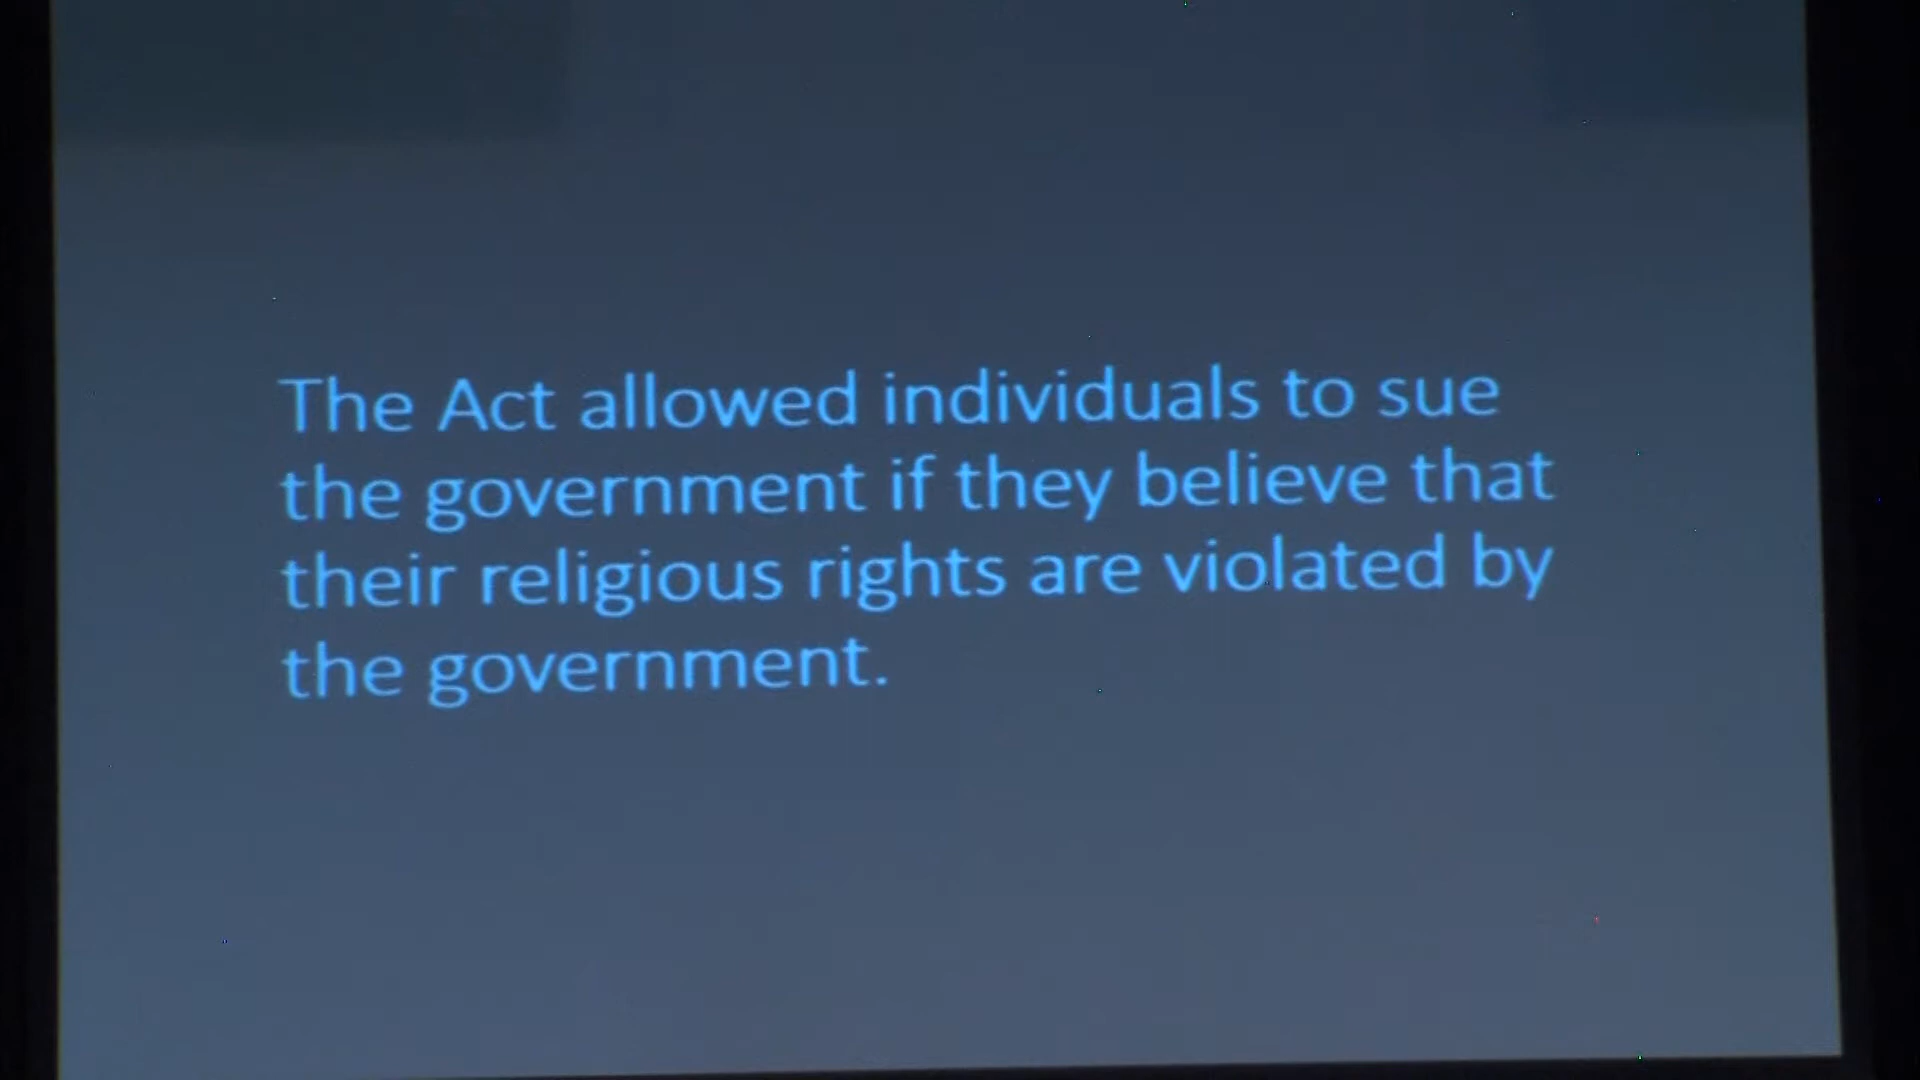 The Act allowed individuals to sue
the government if they believe that
their religious rights are violated by
the government.